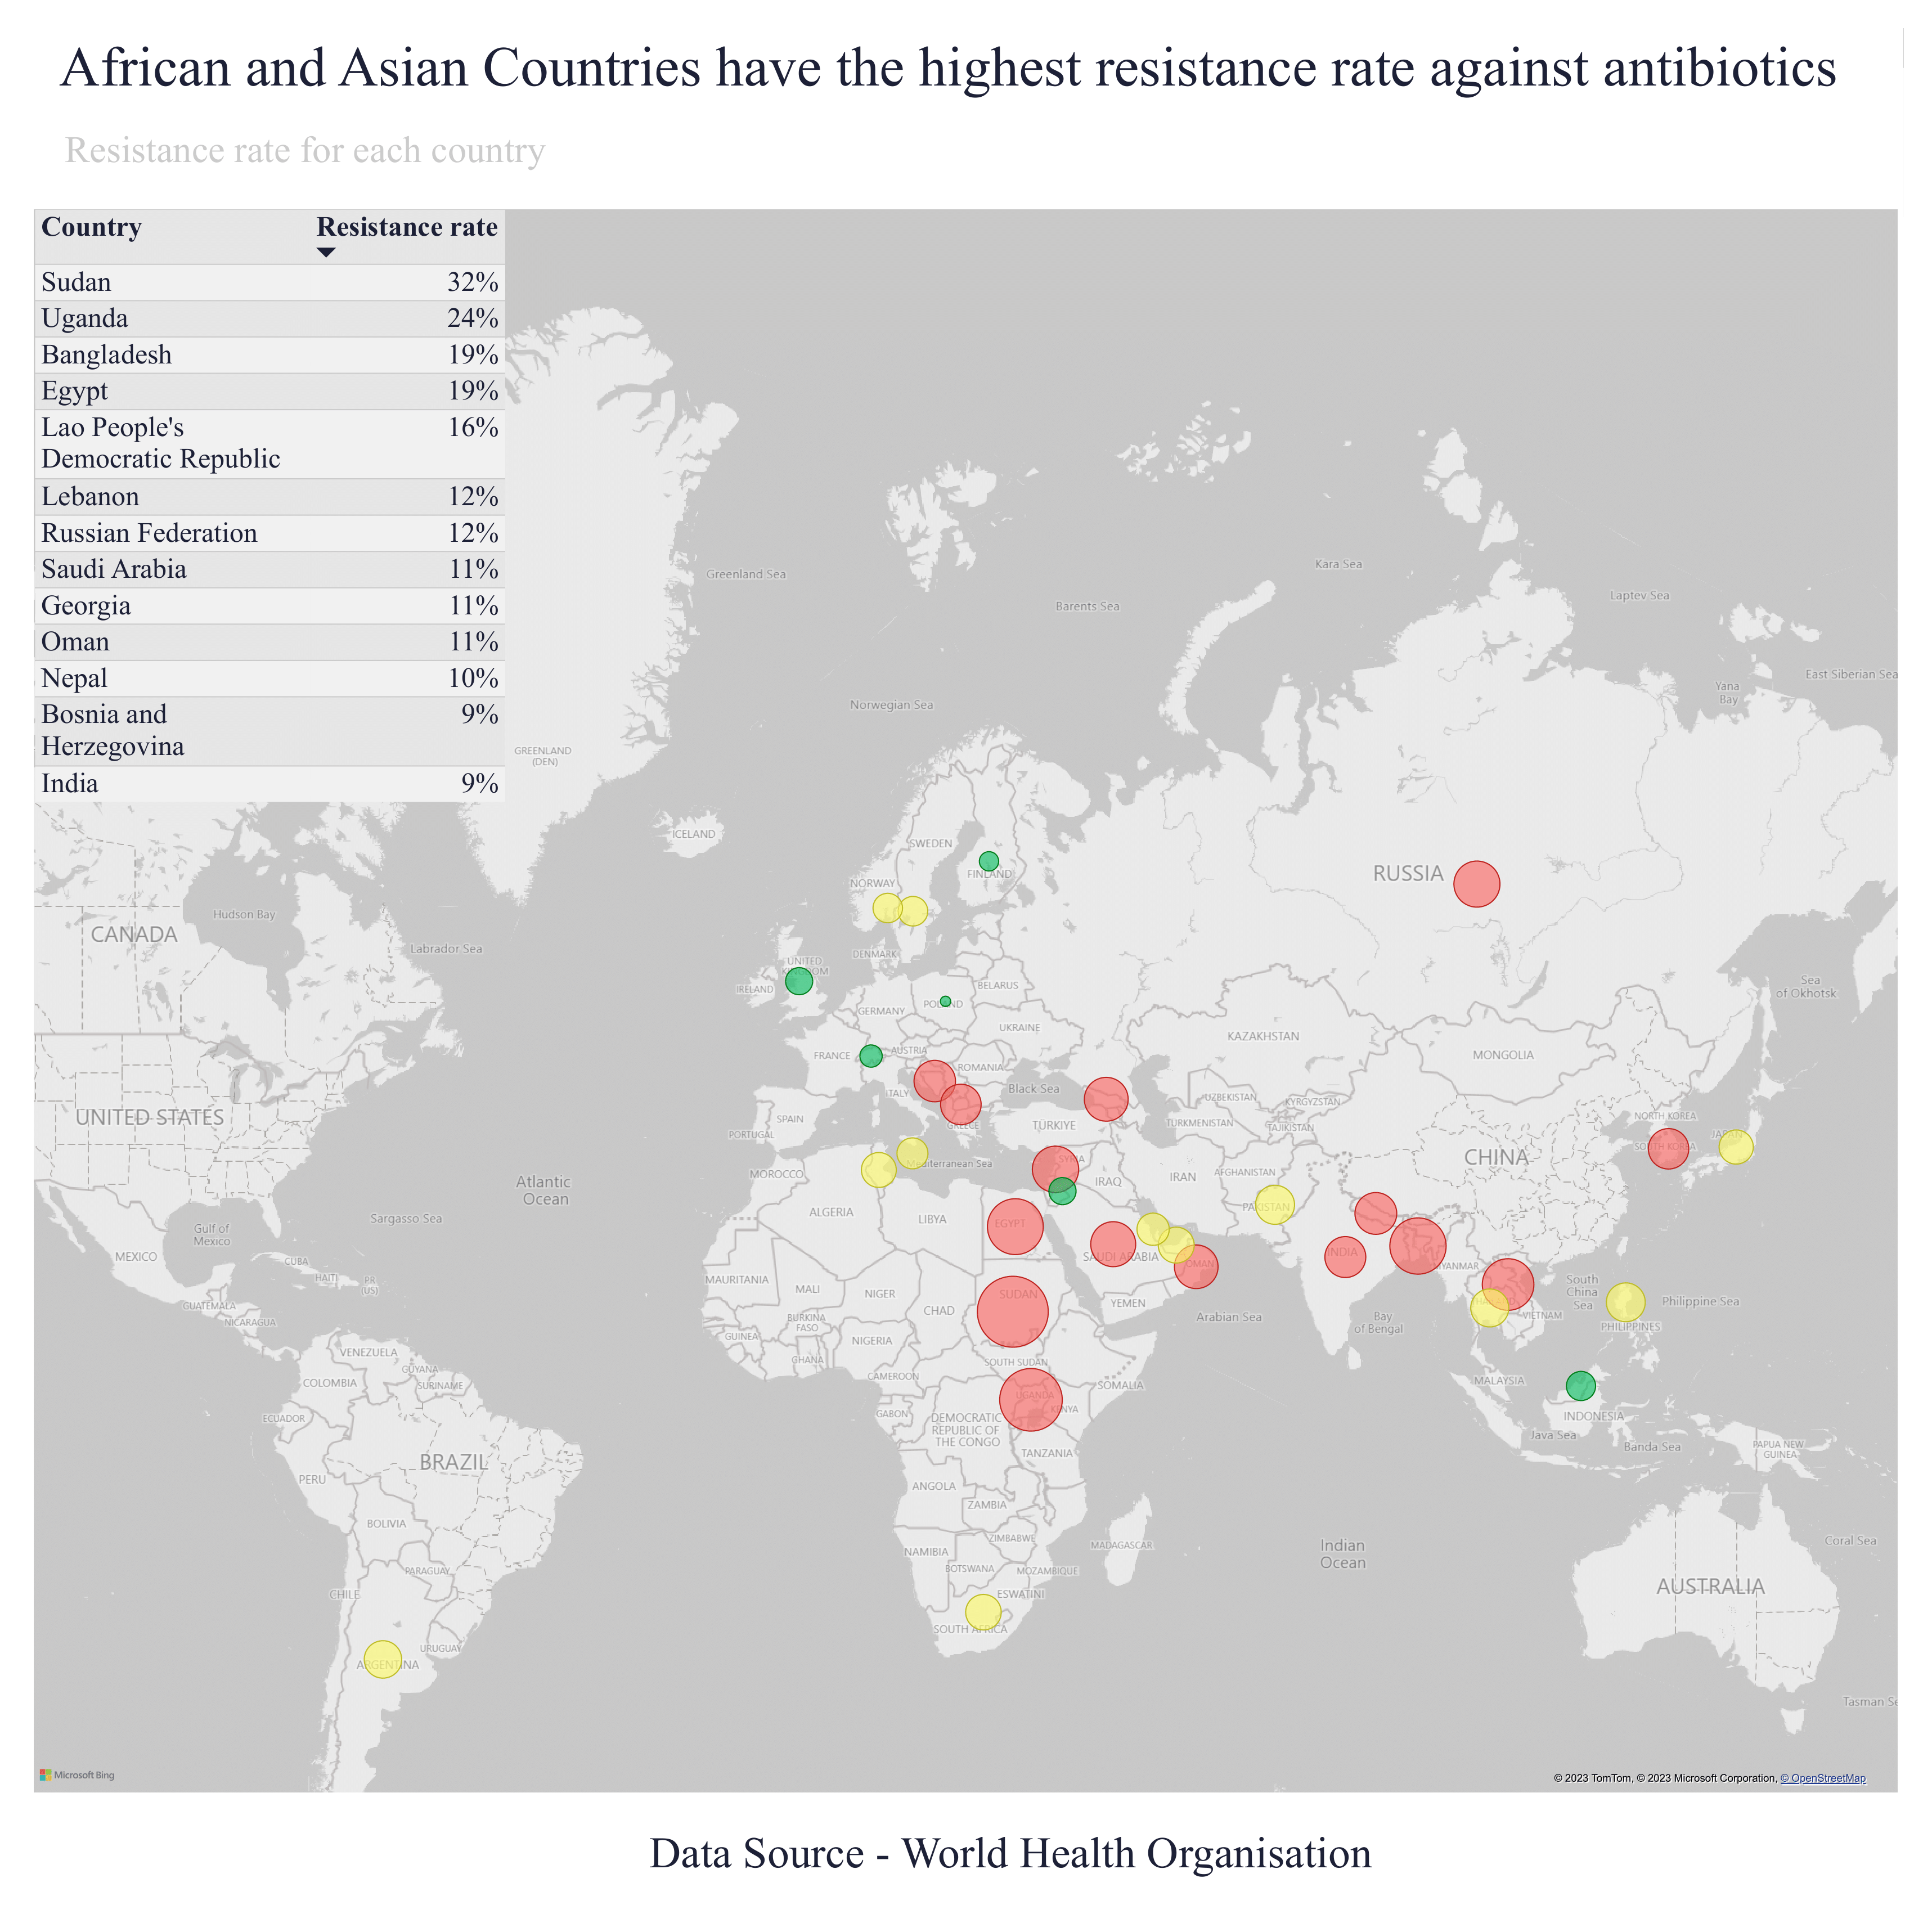 African and Asian Countries have the highest resistance rate against antibiotics
Resistance rate for each country
Country Resistance rate
Sudan 32%
Uganda 24%
Bangladesh 19%
Egypt 19%
Lao People's 16%
Democratic Republic
Lebanon 12%
Russian Federation 12%
Saudi Arabia 11%
Georgia 11%
Oman 11%
Nepal 10%
Bosnia and 9%
Herzegovina
India 9%
Greenland Sea
Barents Sea
Kara Sea
Laptev Sea
East Siberian Sea
Yana
Bay
Norwegian Sea
GREENLAND
(DEN)
ICELAND
SWEDEN
FINLAND
NORWAY
RUSSIA
Hudson Bay
CANADA
Labrador Sea
DENMARK
UNITED
KINGDOM
IRELAND
BELARUS
POLAND
GERMANY
Sea
of Okhotsk
UKRAINE
KAZAKHSTAN
MONGOLIA
FRANCE
AUSTRIA
ROMANIA
Black Sea
ITALY
UZBEKISTAN
KYRGYZSTAN
UNITED STATES
SPAIN
PORTUGAL
GREECE
TÜRKIYE
TURKMENISTAN
TAJIKISTAN
NORTH KOREA
SOUTH KOREA
JAPAN
CHINA
Mediterranean Sea
SYRIA
MOROCCO
IRAQ
IRAN
AFGHANISTAN
Atlantic
Ocean
Sargasso Sea
ALGERIA
LIBYA
EGYPT
PAKISTAN
Gulf of
Mexico
MEXICO
CUBA
HAITI
PR
(US)
SAUDI ARABIA
OMAN
INDIA
MYANMAR
MAURITANIA
MALI
NIGER
CHAD
SUDAN
YEMEN
Arabian Sea
Bay
of Bengal
South
China
Sea
Philippine Sea
VIETNAM
PHILIPPINES
GUATEMALA
NICARAGUA
BURKINA
FASO
GUINEA
GHANA
NIGERIA
VENEZUELA
GUYANA
SURINAME
COLOMBIA
ECUADOR
CAMEROON
SOUTH SUDAN
SOMALIA
MALAYSIA
GABON
DEMOCRATIC
REPUBLIC OF
THE CONGO
UGANDA
KENYA
INDONESIA
Java Sea
Banda Sea
PAPUA NEW
GUINEA
BRAZIL
PERU
TANZANIA
ANGOLA
ZAMBIA
BOLIVIA
ZIMBABWE
MADAGASCAR
Indian
Ocean
Coral Sea
NAMIBIA
BOTSWANA
MOZAMBIQUE
PARAGUAY
CHILE
ESWATINI
AUSTRALIA
SOUTH AFRICA
URUGUAY
ARGENTINA
Tasman Se
Microsoft Bing
© 2023 TomTom, © 2023 Microsoft Corporation, © OpenStreetMap
Data Source - World Health Organisation